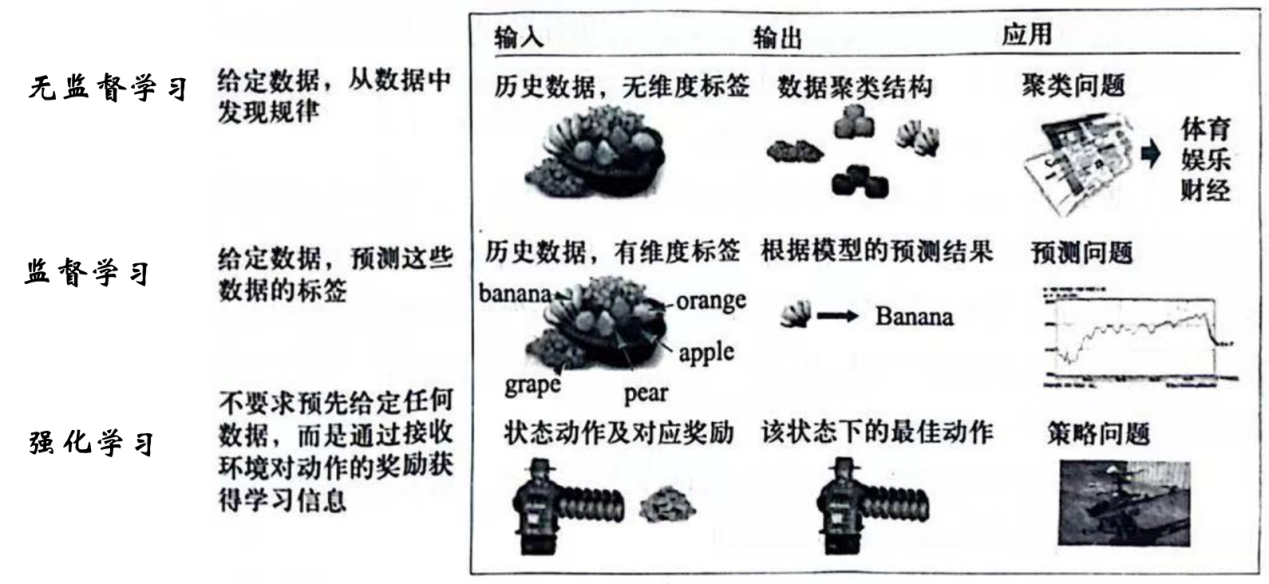 输入 输出 应用
无监督学习
给定数据，从数据中
发现规律
历史数据，无维度标签
数据聚类结构
聚类问题
体育
娱乐
财经
监督学习
给定数据，预测这些
数据的标签
历史数据，有维度标签
banana
orange
apple
grape
pear
根据模型的预测结果
Banana
预测问题
强化学习
不要求预先给定任何
数据，而是通过接收
环境对动作的奖励获
得学习信息
状态动作及对应奖励
该状态下的最佳动作
策略问题